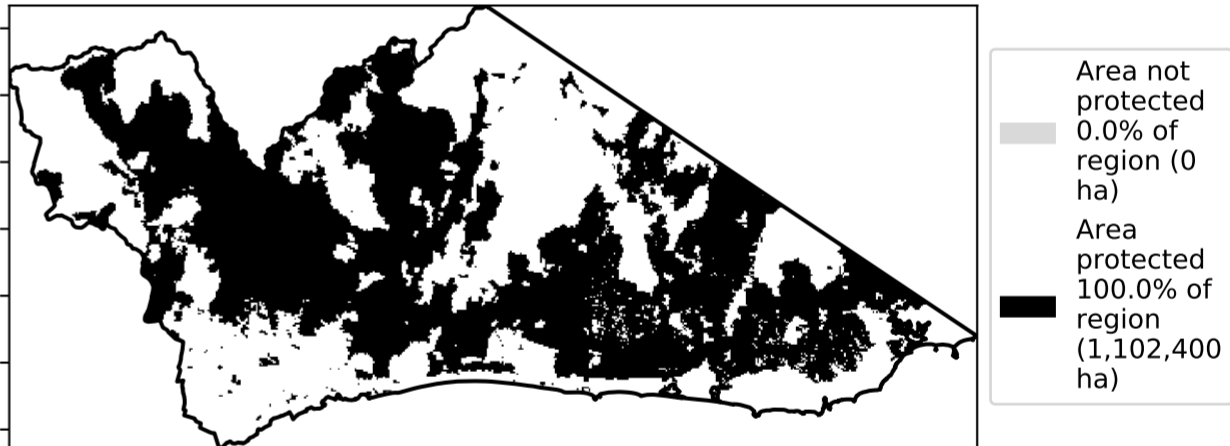 Area not
protected
0.0% of
region (0
ha)
Area
protected
100.0% of
region
(1,102,400
ha)